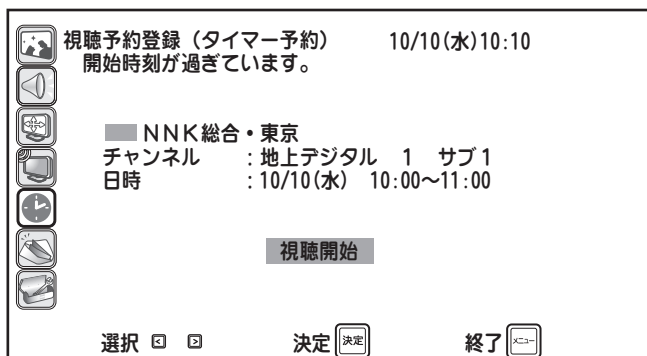 視聴予約登録（タイマー予約） 10/10(水)10:10
開始時刻が過ぎています。
NNK総合・東京
チャンネル ：地上デジタル 1 サブ1
日時 ：10/10(水) 10:00～11:00
視聴開始
選択 決定 決定 終了 メニュー